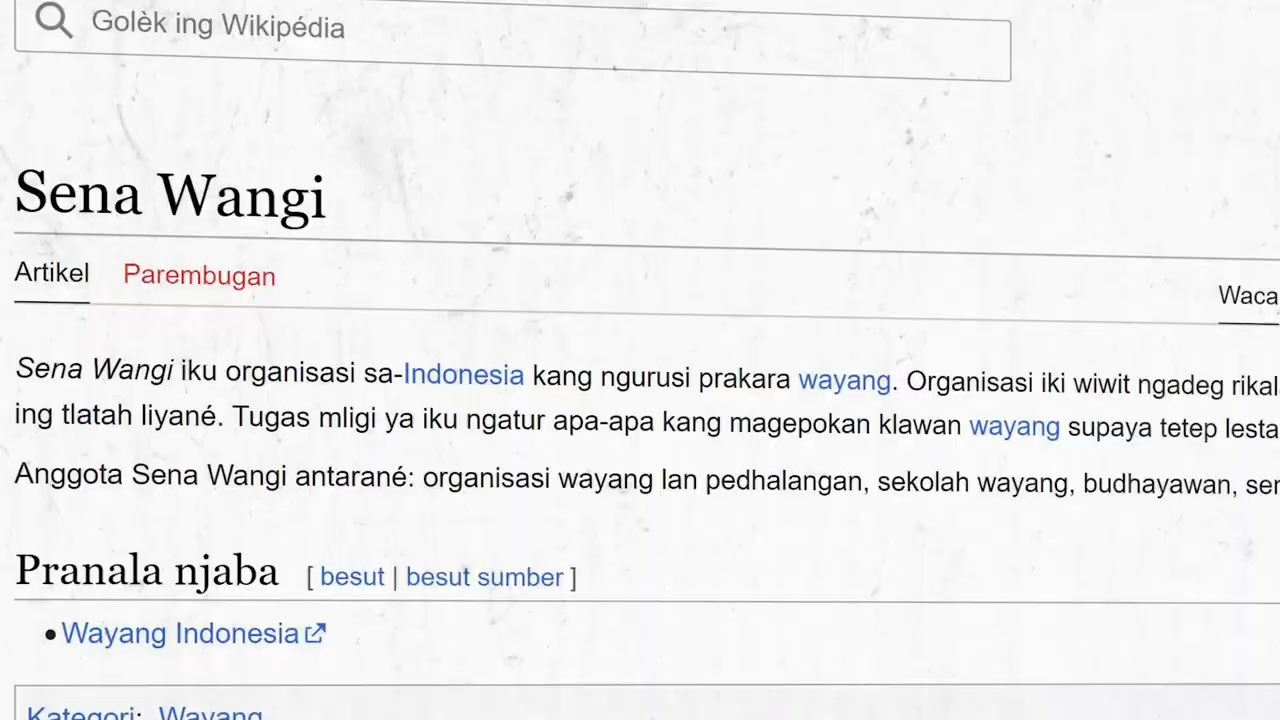 Golèk ing Wikipédia
Sena Wangi
Artikel Parembugan
Waca
Sena Wangi iku organisasi sa-Indonesia kang ngurusi prakara wayang. Organisasi iki wiwit ngadeg
ing tlatah liyané. Tugas mligi ya iku ngatur apa-apa kang magepokan klawan wayang supaya tetep
Anggota Sena Wangi antarané: organisasi wayang lan pedhalangan, sekolah wayang, budhayawan,
Pranala njaba [ besut | besut sumber ]
Wayang Indonesia
Kategori: Wayang